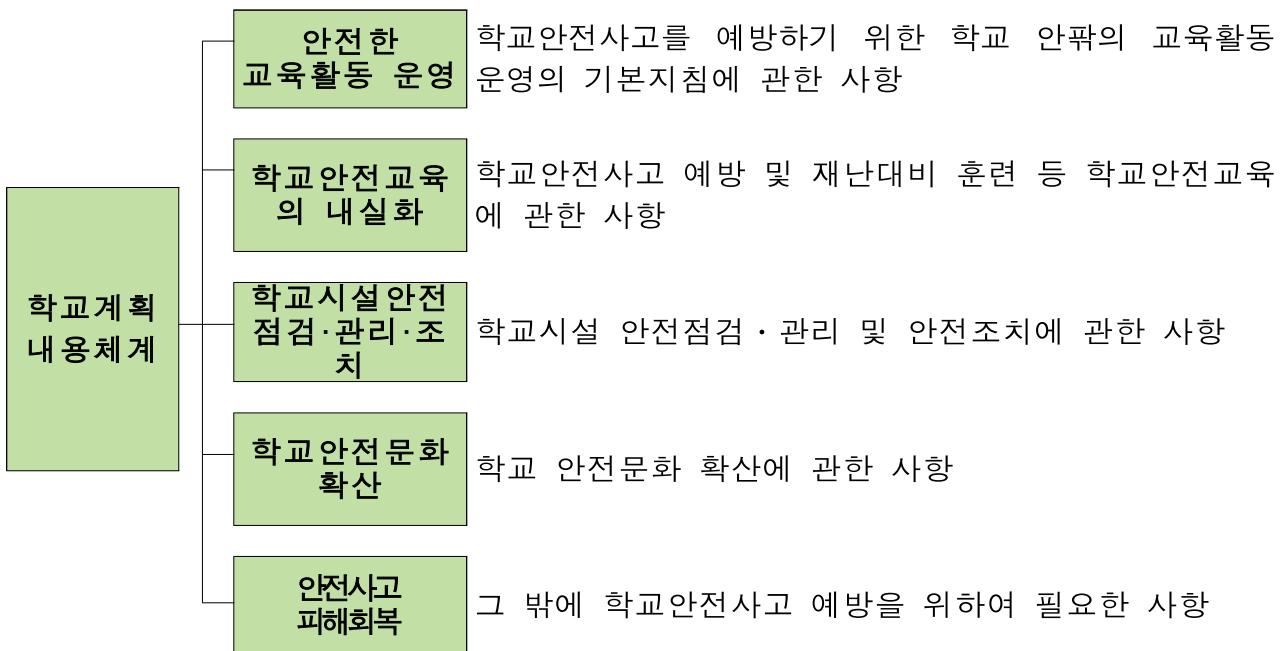 학교계획
내용체계
안전한
교육활동 운영
학교안전사고를 예방하기 위한 학교 안팎의 교육활동
운영의 기본지침에 관한 사항
학교안전교육
의 내실화
학교안전사고 예방 및 재난대비 훈련 등 학교안전교육
에 관한 사항
학교시설안전
점검·관리·조
치
학교시설 안전점검·관리 및 안전조치에 관한 사항
학교안전문화
확산
학교 안전문화 확산에 관한 사항
안전사고
피해회복
그 밖에 학교안전사고 예방을 위하여 필요한 사항